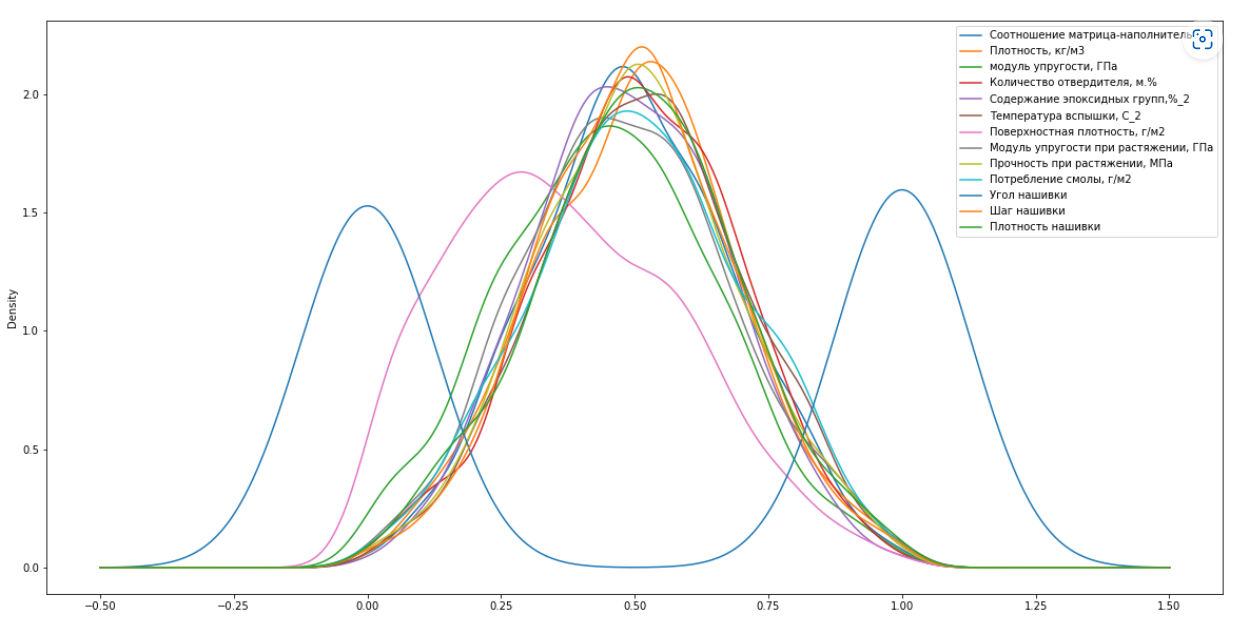 Соотношение матрица-наполнитель
Плотность, кг/м3
модуль упругости, ГПа
Количество отвердителя, м.%
Содержание эпоксидных групп,%_2
Температура вспышки, С_2
Поверхностная плотность, г/м2
Модуль упругости при растяжении, ГПа
Прочность при растяжении, МПа
Потребление смолы, г/м2
Угол нашивки
Шаг нашивки
Плотность нашивки
Density
2.0
1.5
1.0
0.5
0.0
−0.50 −0.25 0.00 0.25 0.50 0.75 1.00 1.25 1.50